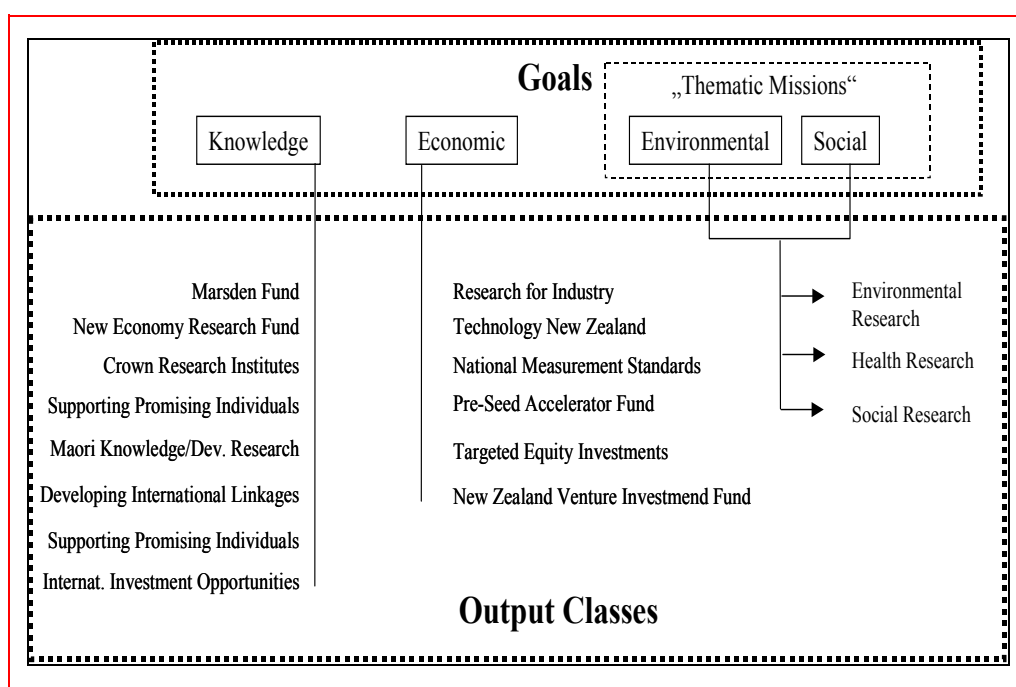 Goals
„Thematic Missions“
Knowledge
Economic
Environmental
Social
Marsden Fund
New Economy Research Fund
Crown Research Institutes
Supporting Promising Individuals
Maori Knowledge/Dev. Research
Developing International Linkages
Supporting Promising Individuals
Internat. Investment Opportunities
Research for Industry
Technology New Zealand
National Measurement Standards
Pre-Seed Accelerator Fund
Targeted Equity Investments
New Zealand Venture Investmend Fund
Environmental
Research
Health Research
Social Research
Output Classes